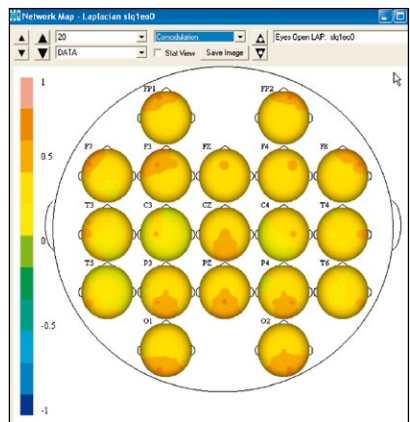 Network Map - Laplacian slq1eo0
20 Comodulation Eyes Open LAP: slq1eo0
DATA Stat View Save Image
1
0.5
0
-0.5
-1
FP1 FP2
F7 F3 FZ F4 F8
T3 C3 CZ C4 T4
T5 P3 PZ P4 T6
O1 O2